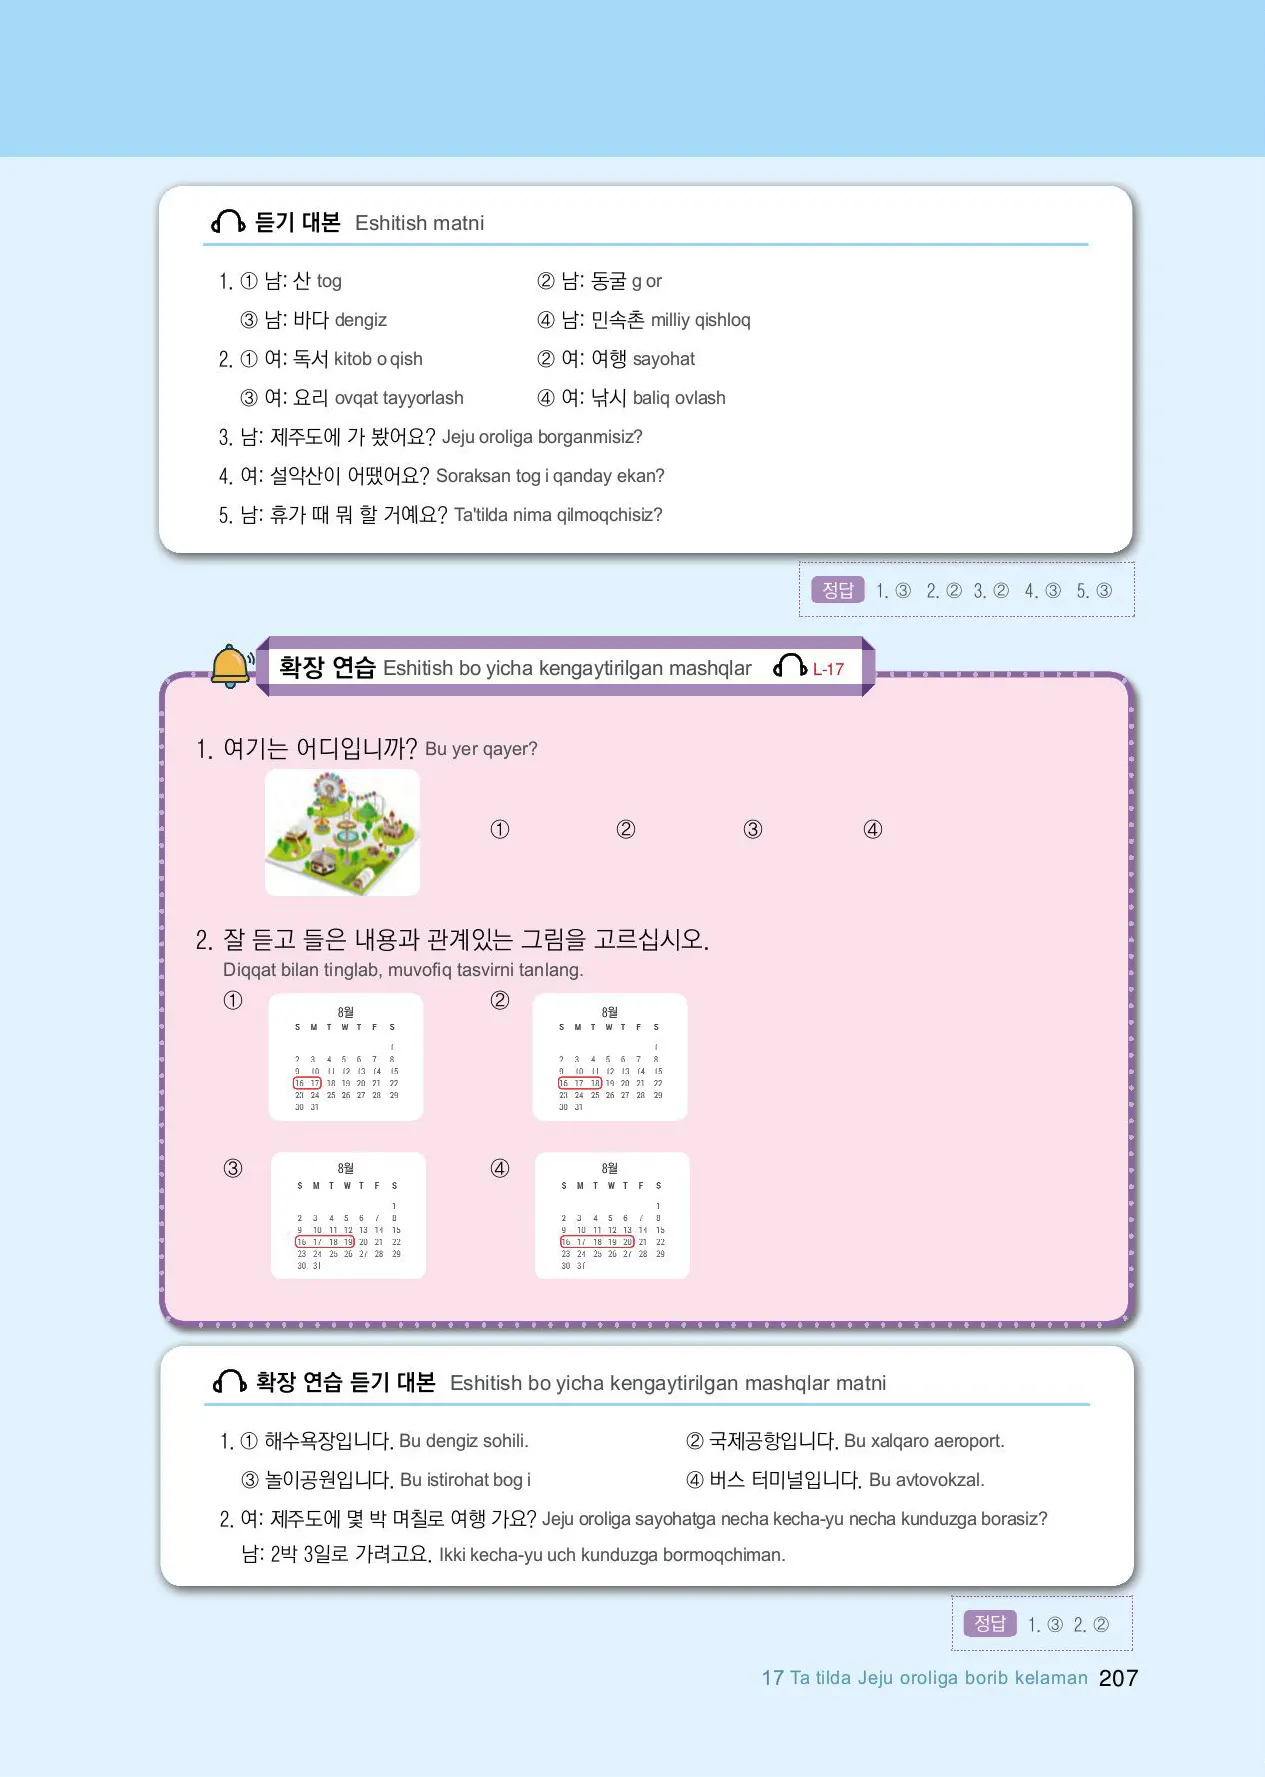 듣기 대본 Eshitish matni
1. ① 남: 산 tog ② 남: 동굴 g or
③ 남: 바다 dengiz ④ 남: 민속촌 milliy qishloq
2. ① 여: 독서 kitob o qish ② 여: 여행 sayohat
③ 여: 요리 ovqat tayyorlash ④ 여: 낚시 baliq ovlash
3. 남: 제주도에 가 봤어요? Jeju oroliga borganmisiz?
4. 여: 설악산이 어땠어요? Soraksan tog i qanday ekan?
5. 남: 휴가 때 뭐 할 거예요? Ta'tilda nima qilmoqchisiz?
정답 1. ③ 2. ② 3. ② 4. ③ 5. ③
확장 연습 Eshitish bo yicha kengaytirilgan mashqlar L-17
1. 여기는 어디입니까? Bu yer qayer?
① ② ③ ④
2. 잘 듣고 들은 내용과 관계있는 그림을 고르십시오.
Diqqat bilan tinglab, muvofiq tasvirni tanlang.
① ②
8월
S M T W T F S
1
2 3 4 5 6 7 8
9 10 11 12 13 14 15
16 17 18 19 20 21 22
23 24 25 26 27 28 29
30 31
8월
S M T W T F S
1
2 3 4 5 6 7 8
9 10 11 12 13 14 15
16 17 18 19 20 21 22
23 24 25 26 27 28 29
30 31
③ ④
8월
S M T W T F S
1
2 3 4 5 6 7 8
9 10 11 12 13 14 15
16 17 18 19 20 21 22
23 24 25 26 27 28 29
30 31
8월
S M T W T F S
1
2 3 4 5 6 7 8
9 10 11 12 13 14 15
16 17 18 19 20 21 22
23 24 25 26 27 28 29
30 31
확장 연습 듣기 대본 Eshitish bo yicha kengaytirilgan mashqlar matni
1. ① 해수욕장입니다. Bu dengiz sohili. ② 국제공항입니다. Bu xalqaro aeroport.
③ 놀이공원입니다. Bu istirohat bog i ④ 버스 터미널입니다. Bu avtovokzal.
2. 여: 제주도에 몇 박 며칠로 여행 가요? Jeju oroliga sayohatga necha kecha-yu necha kunduzga borasiz?
남: 2박 3일로 가려고요. Ikki kecha-yu uch kunduzga bormoqchiman.
정답 1. ③ 2. ②
17 Ta tilda Jeju oroliga borib kelaman 207